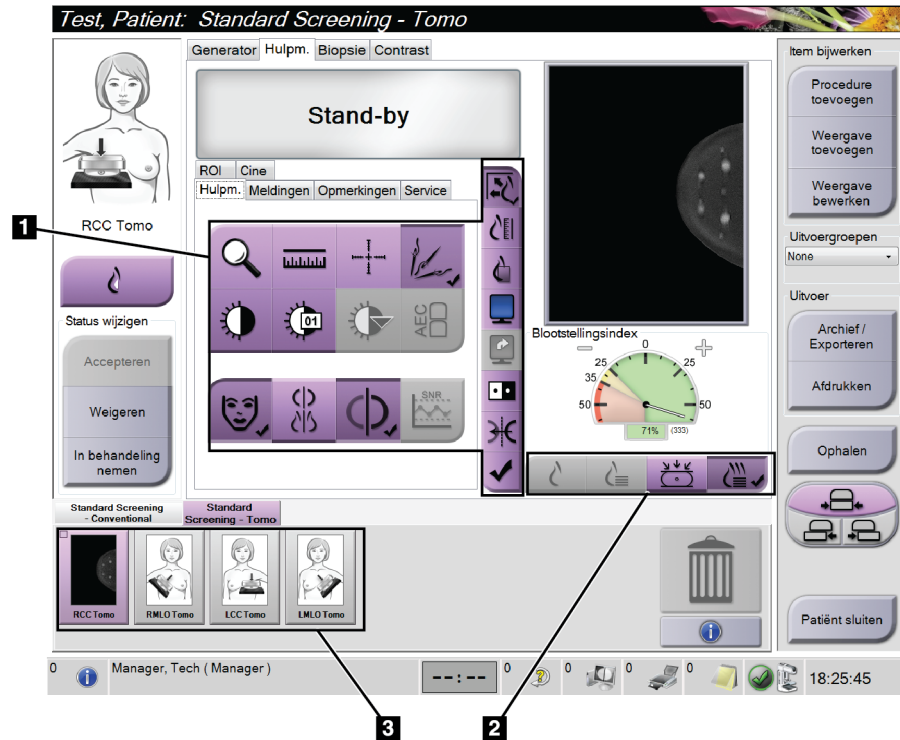 Test, Patient: Standard Screening - Tomo
Generator Hulpm. Biopsie Contrast
Stand-by
ROI Cine
Hulpm. Meldingen Opmerkingen Service
RCC Tomo
1
Status wijzigen
Accepteren
Weigeren
In behandeling
nemen
01
AEC
SNR
Blootstellingsindex
0
25 25
35
50 50
71% (333)
Item bijwerken
Procedure
toevoegen
Weergave
toevoegen
Weergave
bewerken
Uitvoergroepen
None
Uitvoer
Archief /
Exporteren
Afdrukken
Ophalen
Patiënt sluiten
Standard Screening
- Conventional
Standard
Screening - Tomo
RCC Tomo
RMLO Tomo
LCC Tomo
LMLO Tomo
0 Manager, Tech ( Manager )
--:-- 0 0 0 0 18:25:45
3 2